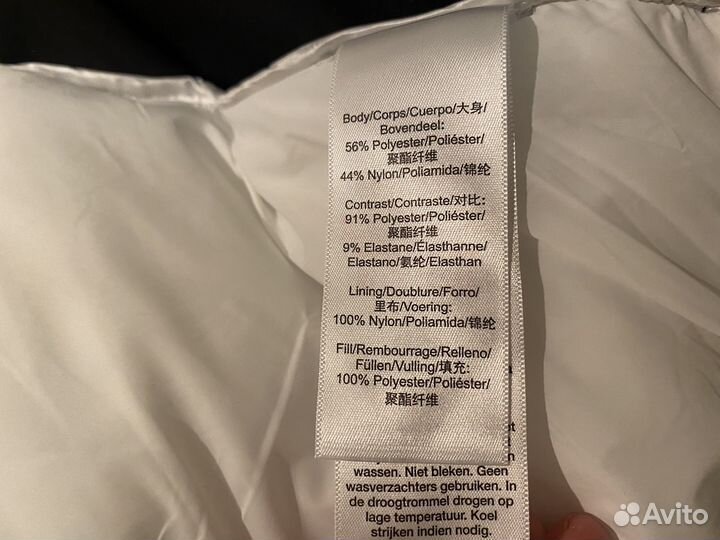 Body/Corps/Cuerpo/大身/
Bovendeel:
56% Polyester/Poliéster/
聚酯纤维
44% Nylon/Poliamida/锦纶
Contrast/Contraste/对比:
91% Polyester/Poliéster/
聚酯纤维
9% Elastane/Élasthanne/
Elastano/氨纶/Elasthan
Lining/Doublure/Forro/
里布/Voering:
100% Nylon/Poliamida/锦纶
Fill/Rembourrage/Relleno/
Füllen/Vulling/填充:
100% Polyester/Poliéster/
聚酯纤维
wassen. Niet bleken. Geen
wasverzachters gebruiken. In
de droogtrommel drogen op
lage temperatuur. Koel
strijken indien nodig.
Avito